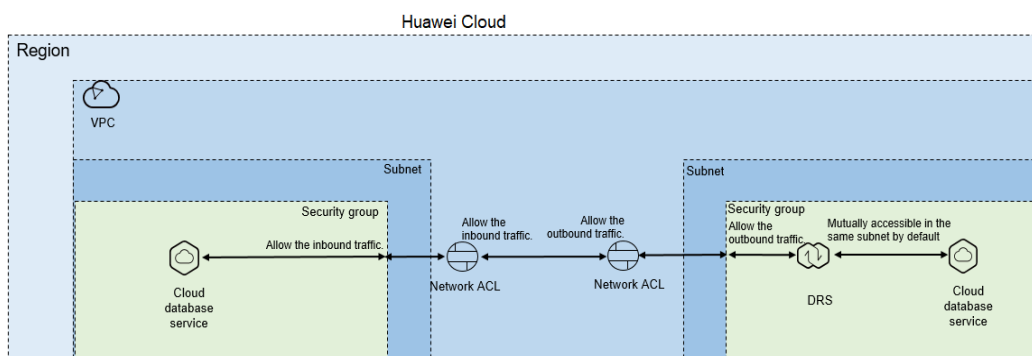 Huawei Cloud
Region
VPC
Subnet
Subnet
Security group
Security group
Allow the inbound traffic.
Allow the
inbound traffic.
Allow the
outbound traffic.
Allow the
outbound traffic.
Mutually accessible in the
same subnet by default
Cloud
database
service
Network ACL
Network ACL
DRS
Cloud
database
service